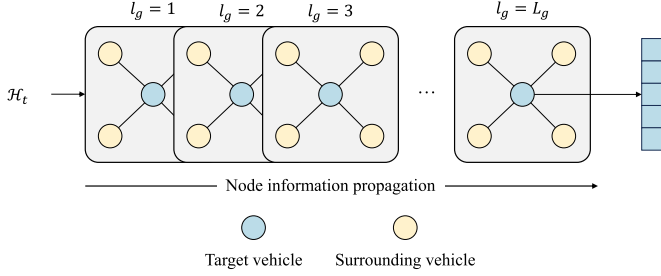 l_g = 1
l_g = 2
l_g = 3
l_g = L_g
ℋ_t
...
Node information propagation
Target vehicle
Surrounding vehicle